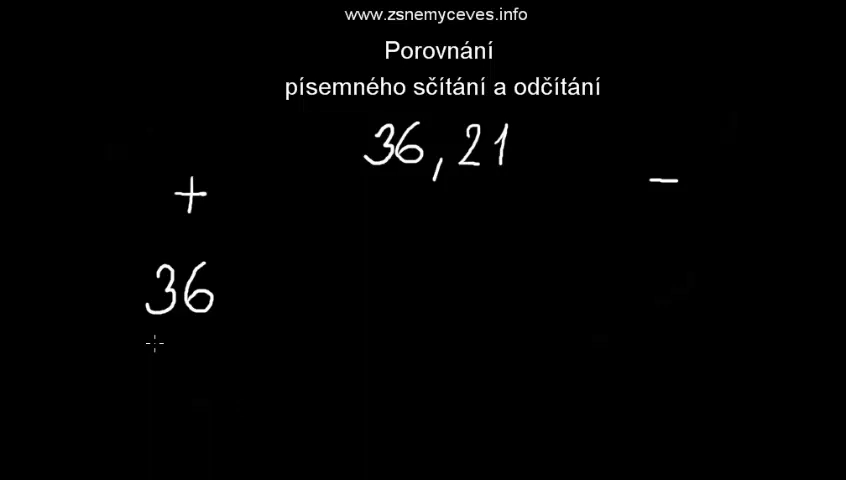 www.zsnemyceves.info
Porovnání
písemného sčítání a odčítání
36, 21
+ −
36